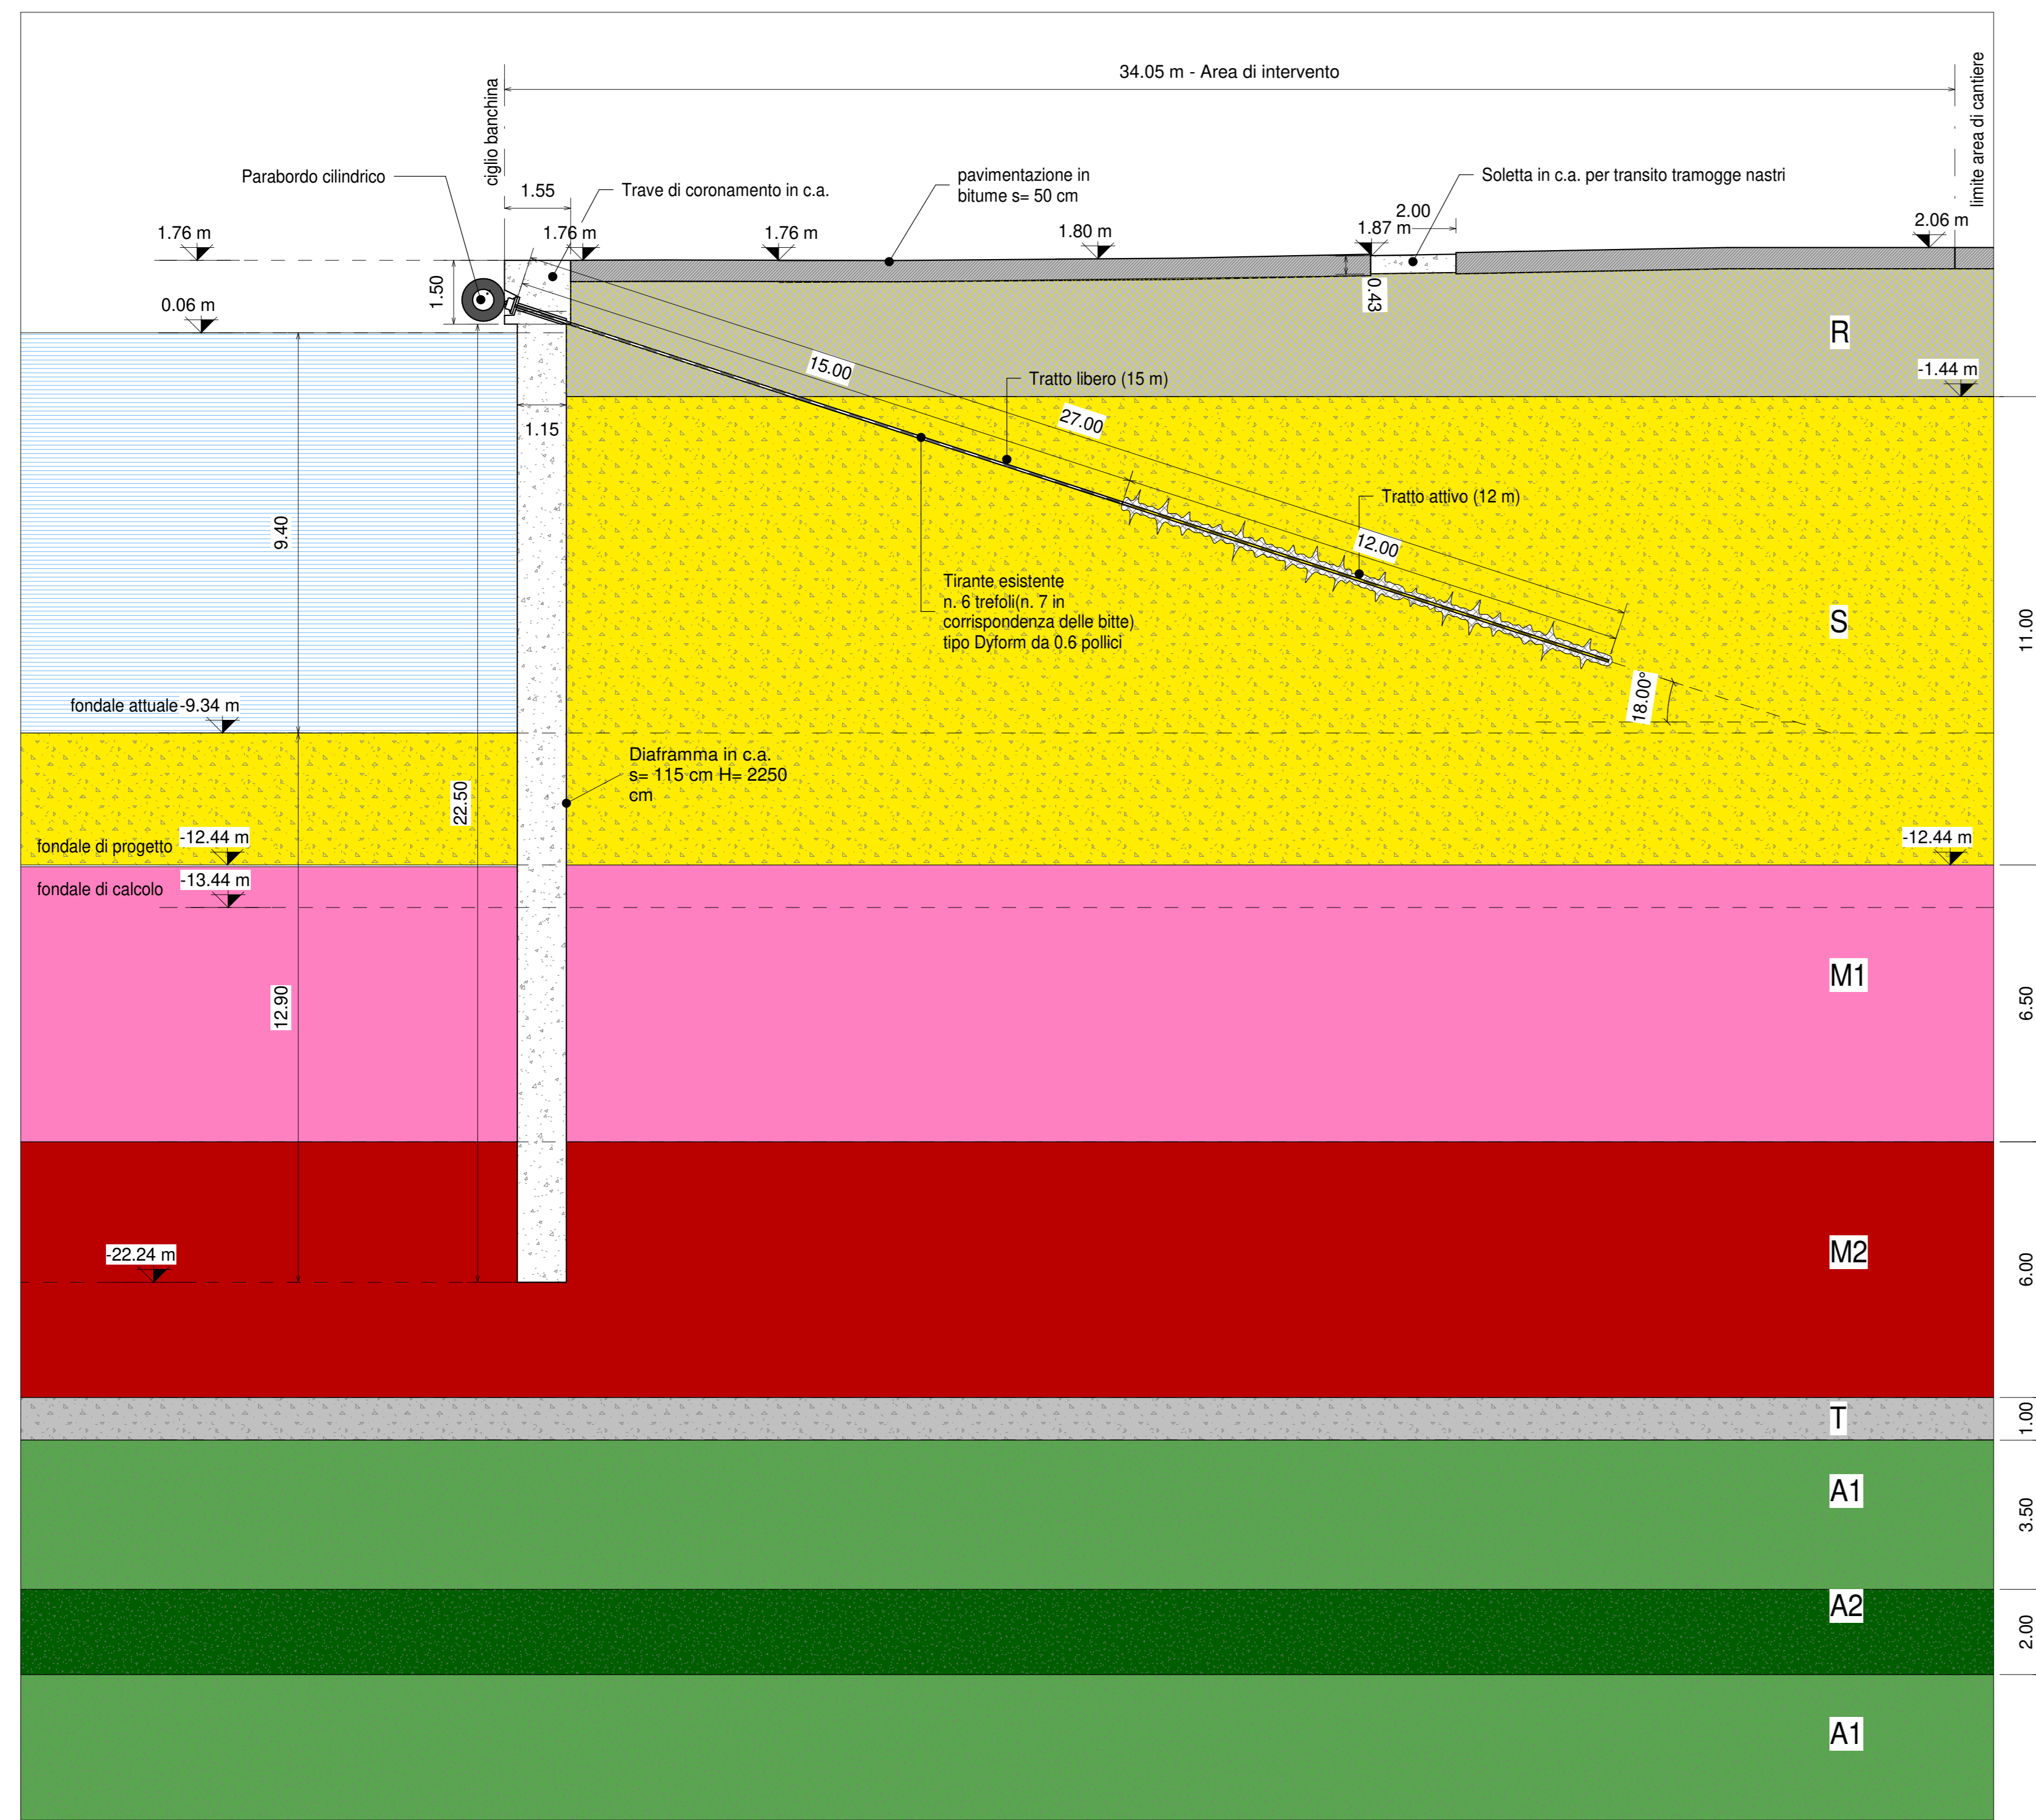 34.05 m - Area di intervento
ciglio banchina
limite area di cantiere
Parabordo cilindrico
1.55
Trave di coronamento in c.a.
pavimentazione in
bitume s= 50 cm
Soletta in c.a. per transito tramogge nastri
2.00
1.76 m
1.76 m
1.76 m
1.80 m
1.87 m
2.06 m
1.50
0.43
0.06 m
R
-1.44 m
15.00
Tratto libero (15 m)
27.00
1.15
Tratto attivo (12 m)
12.00
9.40
Tirante esistente
n. 6 trefoli(n. 7 in
corrispondenza delle bitte)
tipo Dyform da 0.6 pollici
S
11.00
18.00°
fondale attuale
-9.34 m
Diaframma in c.a.
s= 115 cm H= 2250
cm
22.50
fondale di progetto
-12.44 m
-12.44 m
fondale di calcolo
-13.44 m
M1
6.50
12.90
-22.24 m
M2
6.00
T
1.00
A1
3.50
A2
2.00
A1